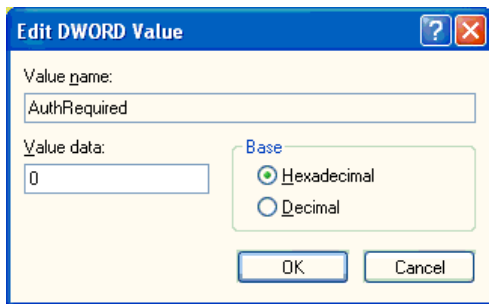 Edit DWORD Value
Value name:
AuthRequired
Value data:
0
Base
Hexadecimal
Decimal
OK
Cancel